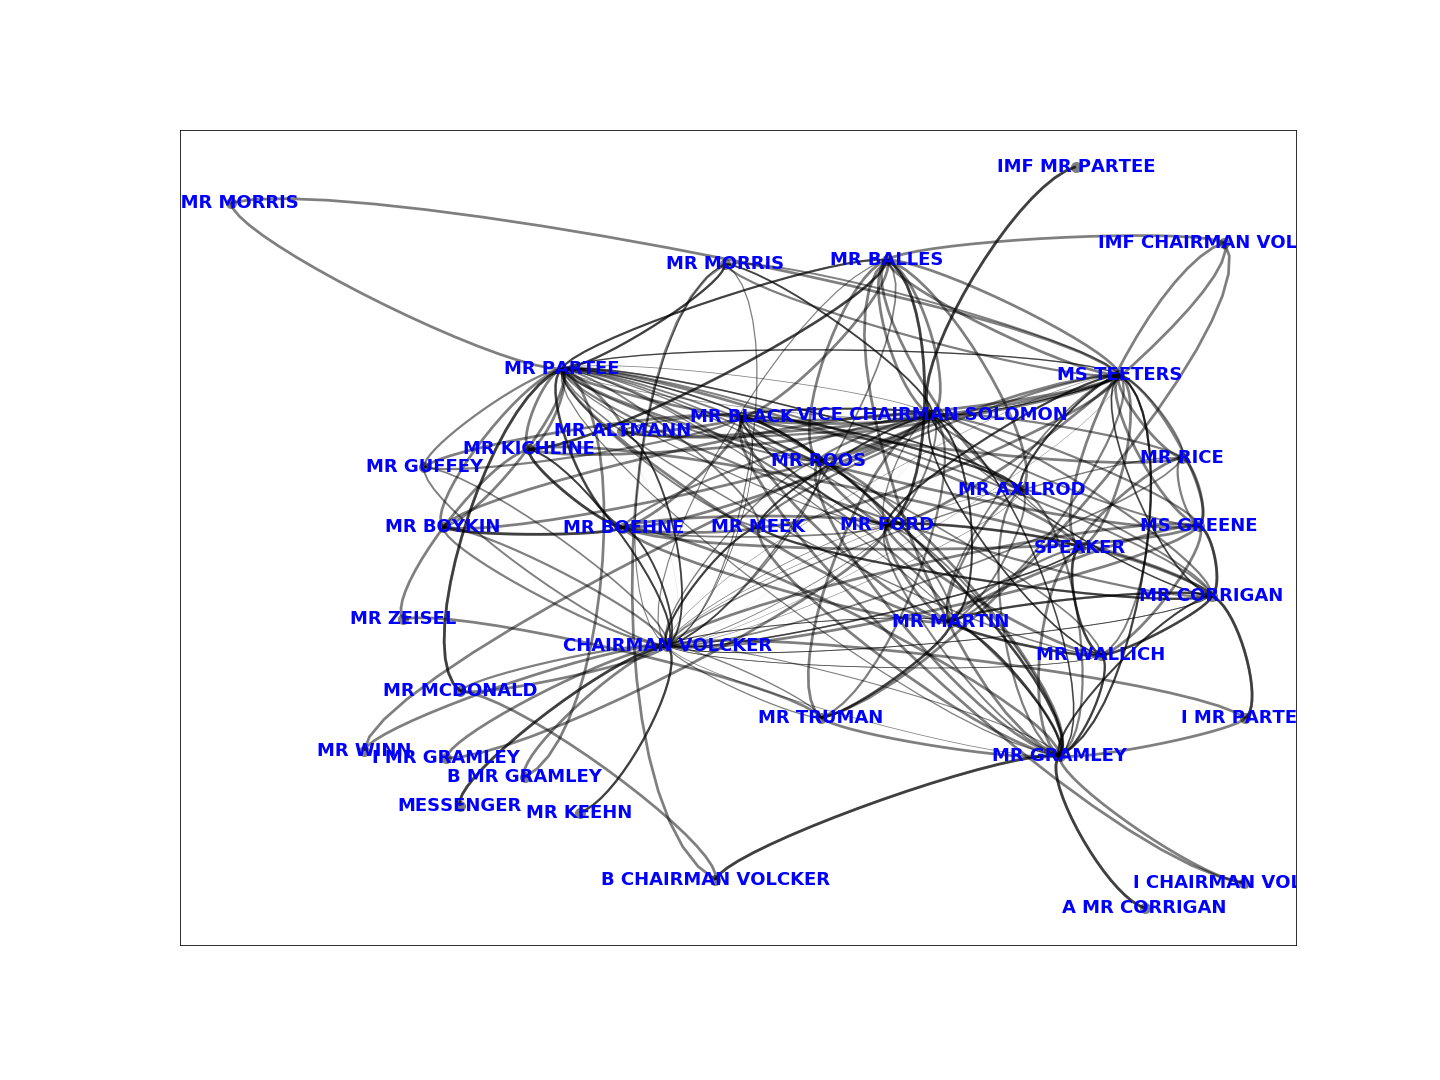 IMF MR PARTEE
MR MORRIS
IMF CHAIRMAN VOL
MR MORRIS
MR BALLES
MR PARTEE
MS TEETERS
MR BLACK
VICE CHAIRMAN SOLOMON
MR ALTMANN
MR KICHLINE
MR GUFFEY
MR ROOS
MR RICE
MR AXILROD
MR BOYKIN
MR BOEHNE
MR MEEK
MR FORD
MS GREENE
SPEAKER
MR CORRIGAN
MR ZEISEL
MR MARTIN
CHAIRMAN VOLCKER
MR WALLICH
MR MCDONALD
MR TRUMAN
I MR PARTE
MR WINN
I MR GRAMLEY
MR GRAMLEY
B MR GRAMLEY
MESSENGER
MR KEEHN
B CHAIRMAN VOLCKER
I CHAIRMAN VOL
A MR CORRIGAN